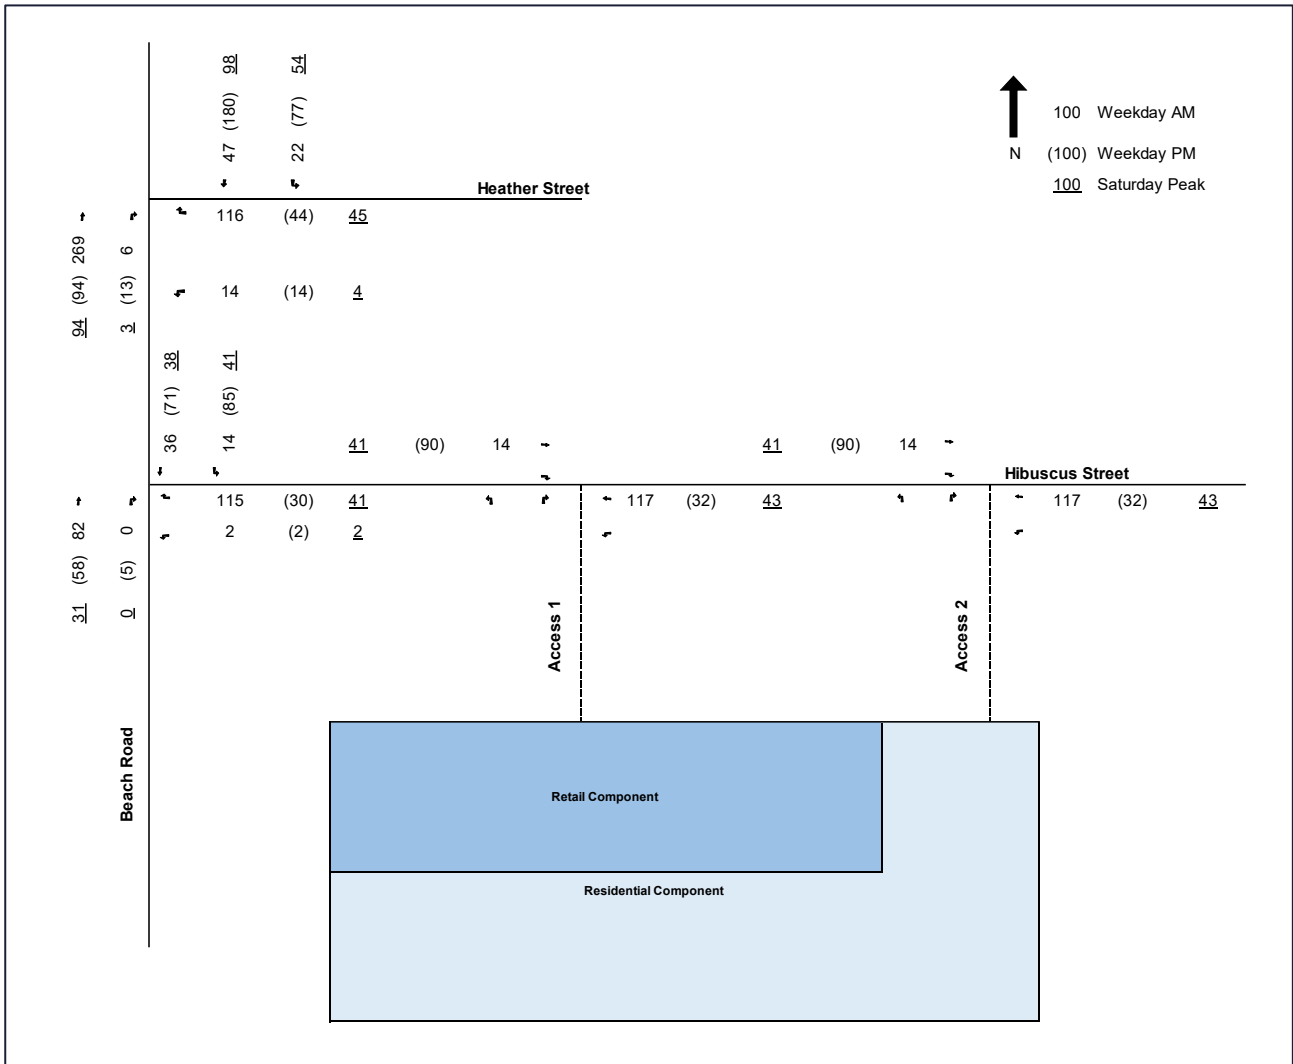 47 (180) 98
22 (77) 54
100 Weekday AM
N (100) Weekday PM
100 Saturday Peak
Heather Street
116 (44) 45
94 (94) 269
3 (13) 6
14 (14) 4
36 (71) 38
14 (85) 41
41 (90) 14
41 (90) 14
Hibuscus Street
115 (30) 41
117 (32) 43
117 (32) 43
2 (2) 2
31 (58) 82
0 (5) 0
Access 1
Access 2
Beach Road
Retail Component
Residential Component